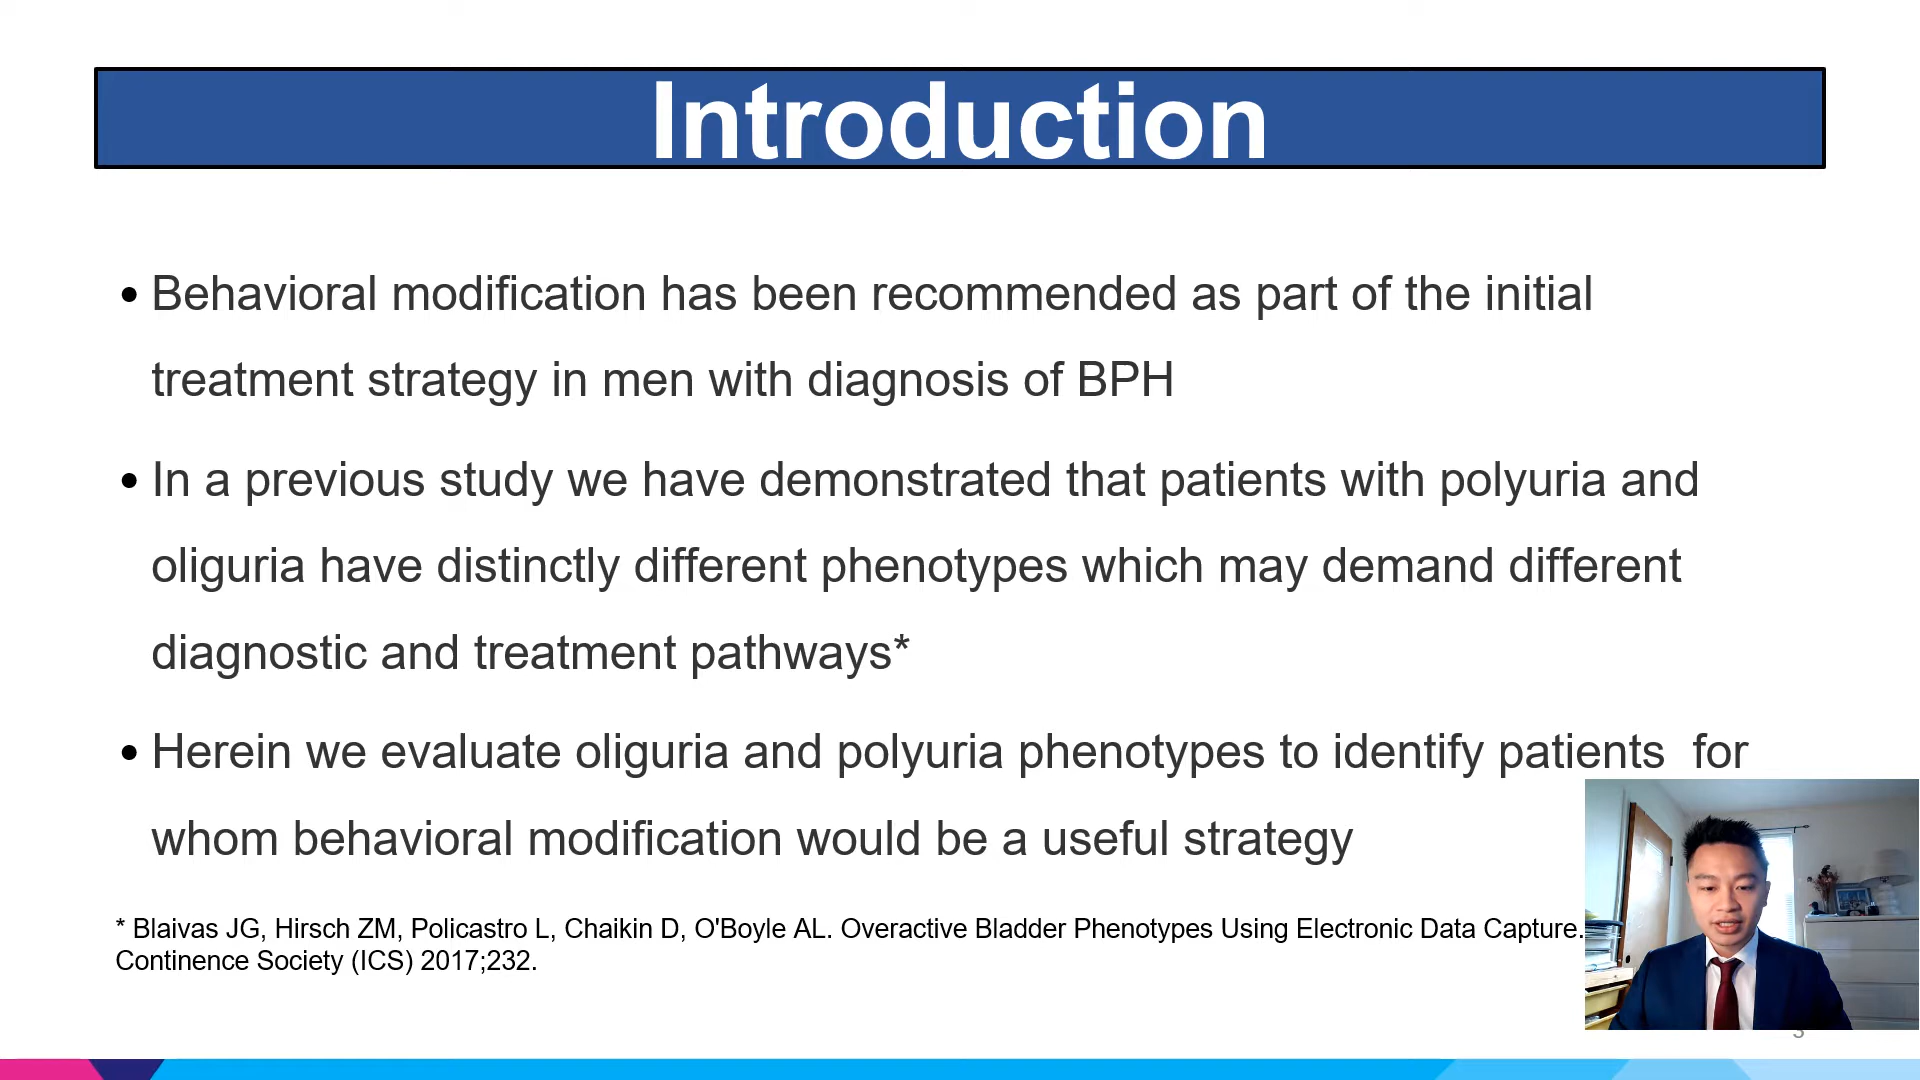 Introduction
• Behavioral modification has been recommended as part of the initial
treatment strategy in men with diagnosis of BPH
• In a previous study we have demonstrated that patients with polyuria and
oliguria have distinctly different phenotypes which may demand different
diagnostic and treatment pathways*
• Herein we evaluate oliguria and polyuria phenotypes to identify patients  for
whom behavioral modification would be a useful strategy
* Blaivas JG, Hirsch ZM, Policastro L, Chaikin D, O'Boyle AL. Overactive Bladder Phenotypes Using Electronic Data Capture.
Continence Society (ICS) 2017;232.